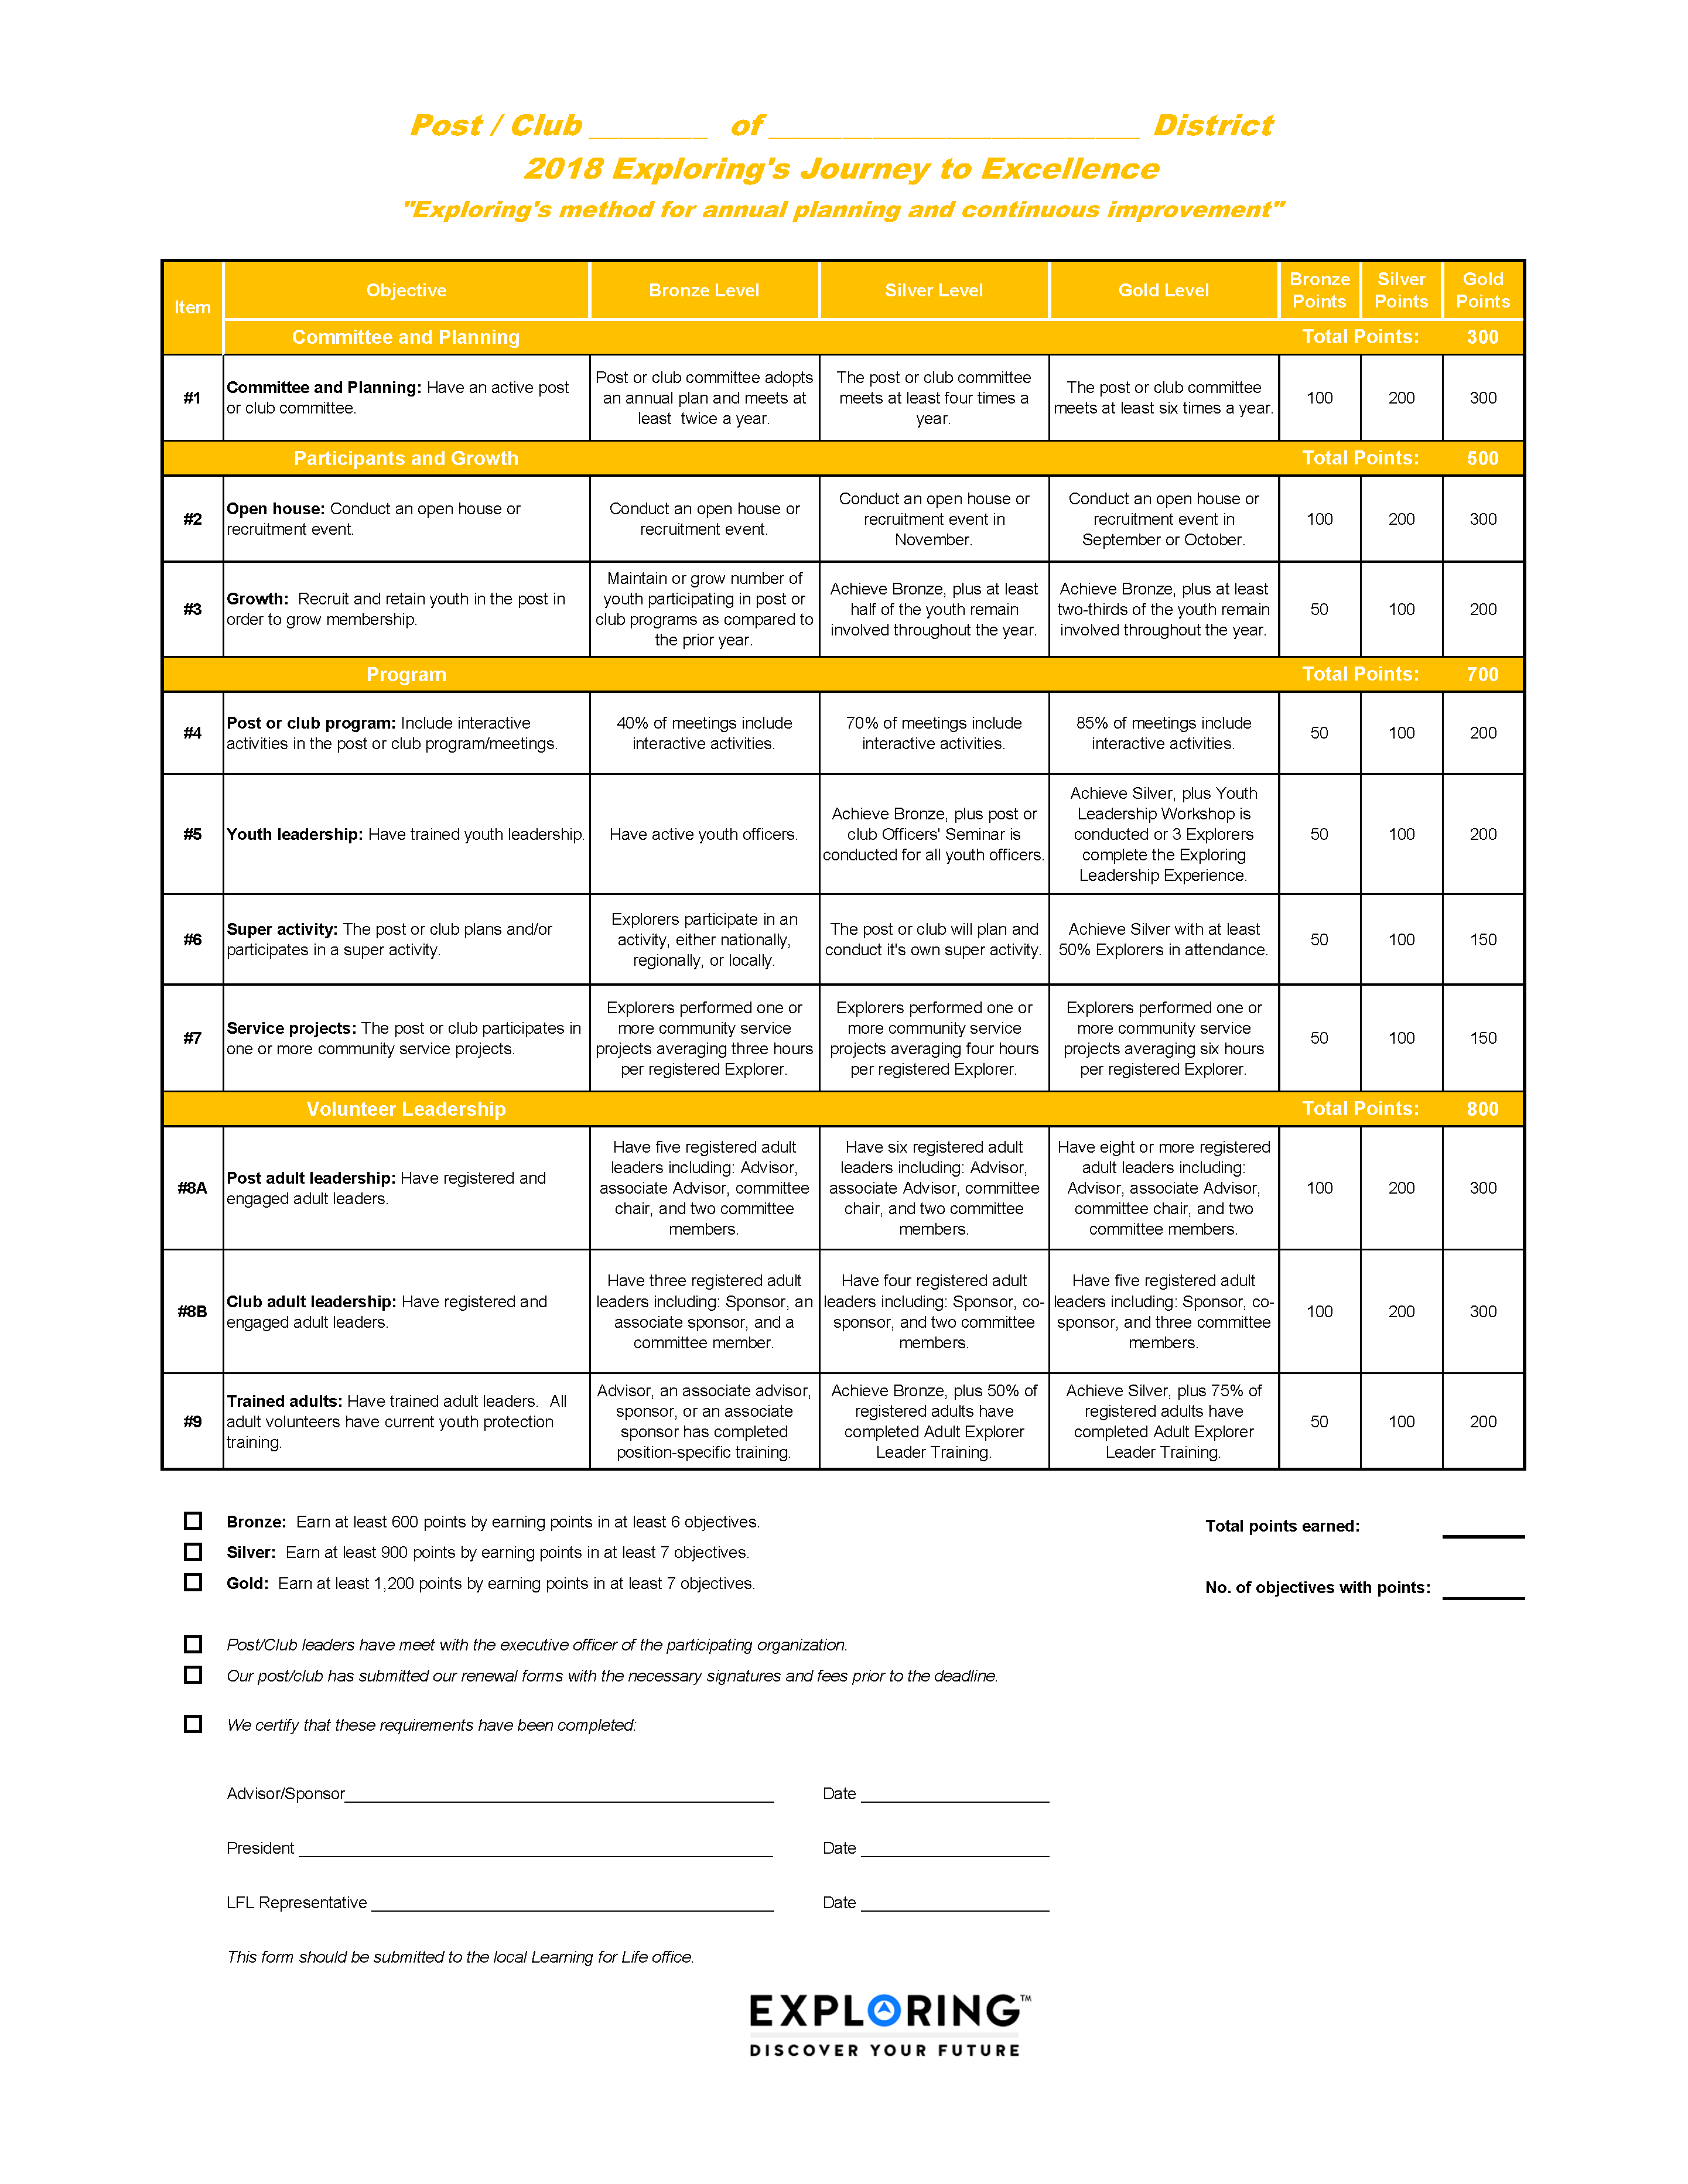 Post / Club ________ of _________________________ District
2018 Exploring's Journey to Excellence
"Exploring's method for annual planning and continuous improvement"
Item
Objective
Bronze Level
Silver Level
Gold Level
Bronze
Points
Silver
Points
Gold
Points
Committee and Planning Total Points: 300
#1
Committee and Planning: Have an active post
or club committee.
Post or club committee adopts
an annual plan and meets at
least twice a year.
The post or club committee
meets at least four times a
year.
The post or club committee
meets at least six times a year.
100 200 300
Participants and Growth Total Points: 500
#2
Open house: Conduct an open house or
recruitment event.
Conduct an open house or
recruitment event.
Conduct an open house or
recruitment event in
November.
Conduct an open house or
recruitment event in
September or October.
100 200 300
#3
Growth: Recruit and retain youth in the post in
order to grow membership.
Maintain or grow number of
youth participating in post or
club programs as compared to
the prior year.
Achieve Bronze, plus at least
half of the youth remain
involved throughout the year.
Achieve Bronze, plus at least
two-thirds of the youth remain
involved throughout the year.
50 100 200
Program Total Points: 700
#4
Post or club program: Include interactive
activities in the post or club program/meetings.
40% of meetings include
interactive activities.
70% of meetings include
interactive activities.
85% of meetings include
interactive activities.
50 100 200
#5
Youth leadership: Have trained youth leadership.
Have active youth officers.
Achieve Bronze, plus post or
club Officers' Seminar is
conducted for all youth officers.
Achieve Silver, plus Youth
Leadership Workshop is
conducted or 3 Explorers
complete the Exploring
Leadership Experience.
50 100 200
#6
Super activity: The post or club plans and/or
participates in a super activity.
Explorers participate in an
activity, either nationally,
regionally, or locally.
The post or club will plan and
conduct it's own super activity.
Achieve Silver with at least
50% Explorers in attendance.
50 100 150
#7
Service projects: The post or club participates in
one or more community service projects.
Explorers performed one or
more community service
projects averaging three hours
per registered Explorer.
Explorers performed one or
more community service
projects averaging four hours
per registered Explorer.
Explorers performed one or
more community service
projects averaging six hours
per registered Explorer.
50 100 150
Volunteer Leadership Total Points: 800
#8A
Post adult leadership: Have registered and
engaged adult leaders.
Have five registered adult
leaders including: Advisor,
associate Advisor, committee
chair, and two committee
members.
Have six registered adult
leaders including: Advisor,
associate Advisor, committee
chair, and two committee
members.
Have eight or more registered
adult leaders including:
Advisor, associate Advisor,
committee chair, and two
committee members.
100 200 300
#8B
Club adult leadership: Have registered and
engaged adult leaders.
Have three registered adult
leaders including: Sponsor, an
associate sponsor, and a
committee member.
Have four registered adult
leaders including: Sponsor, co-
sponsor, and two committee
members.
Have five registered adult
leaders including: Sponsor, co-
sponsor, and three committee
members.
100 200 300
#9
Trained adults: Have trained adult leaders. All
adult volunteers have current youth protection
training.
Advisor, an associate advisor,
sponsor, or an associate
sponsor has completed
position-specific training.
Achieve Bronze, plus 50% of
registered adults have
completed Adult Explorer
Leader Training.
Achieve Silver, plus 75% of
registered adults have
completed Adult Explorer
Leader Training.
50 100 200
Bronze: Earn at least 600 points by earning points in at least 6 objectives.
Total points earned:
Silver: Earn at least 900 points by earning points in at least 7 objectives.
Gold: Earn at least 1,200 points by earning points in at least 7 objectives.
No. of objectives with points:
Post/Club leaders have meet with the executive officer of the participating organization.
Our post/club has submitted our renewal forms with the necessary signatures and fees prior to the deadline.
We certify that these requirements have been completed:
Advisor/Sponsor Date
President Date
LFL Representative Date
This form should be submitted to the local Learning for Life office.
EXPLORING™
DISCOVER YOUR FUTURE